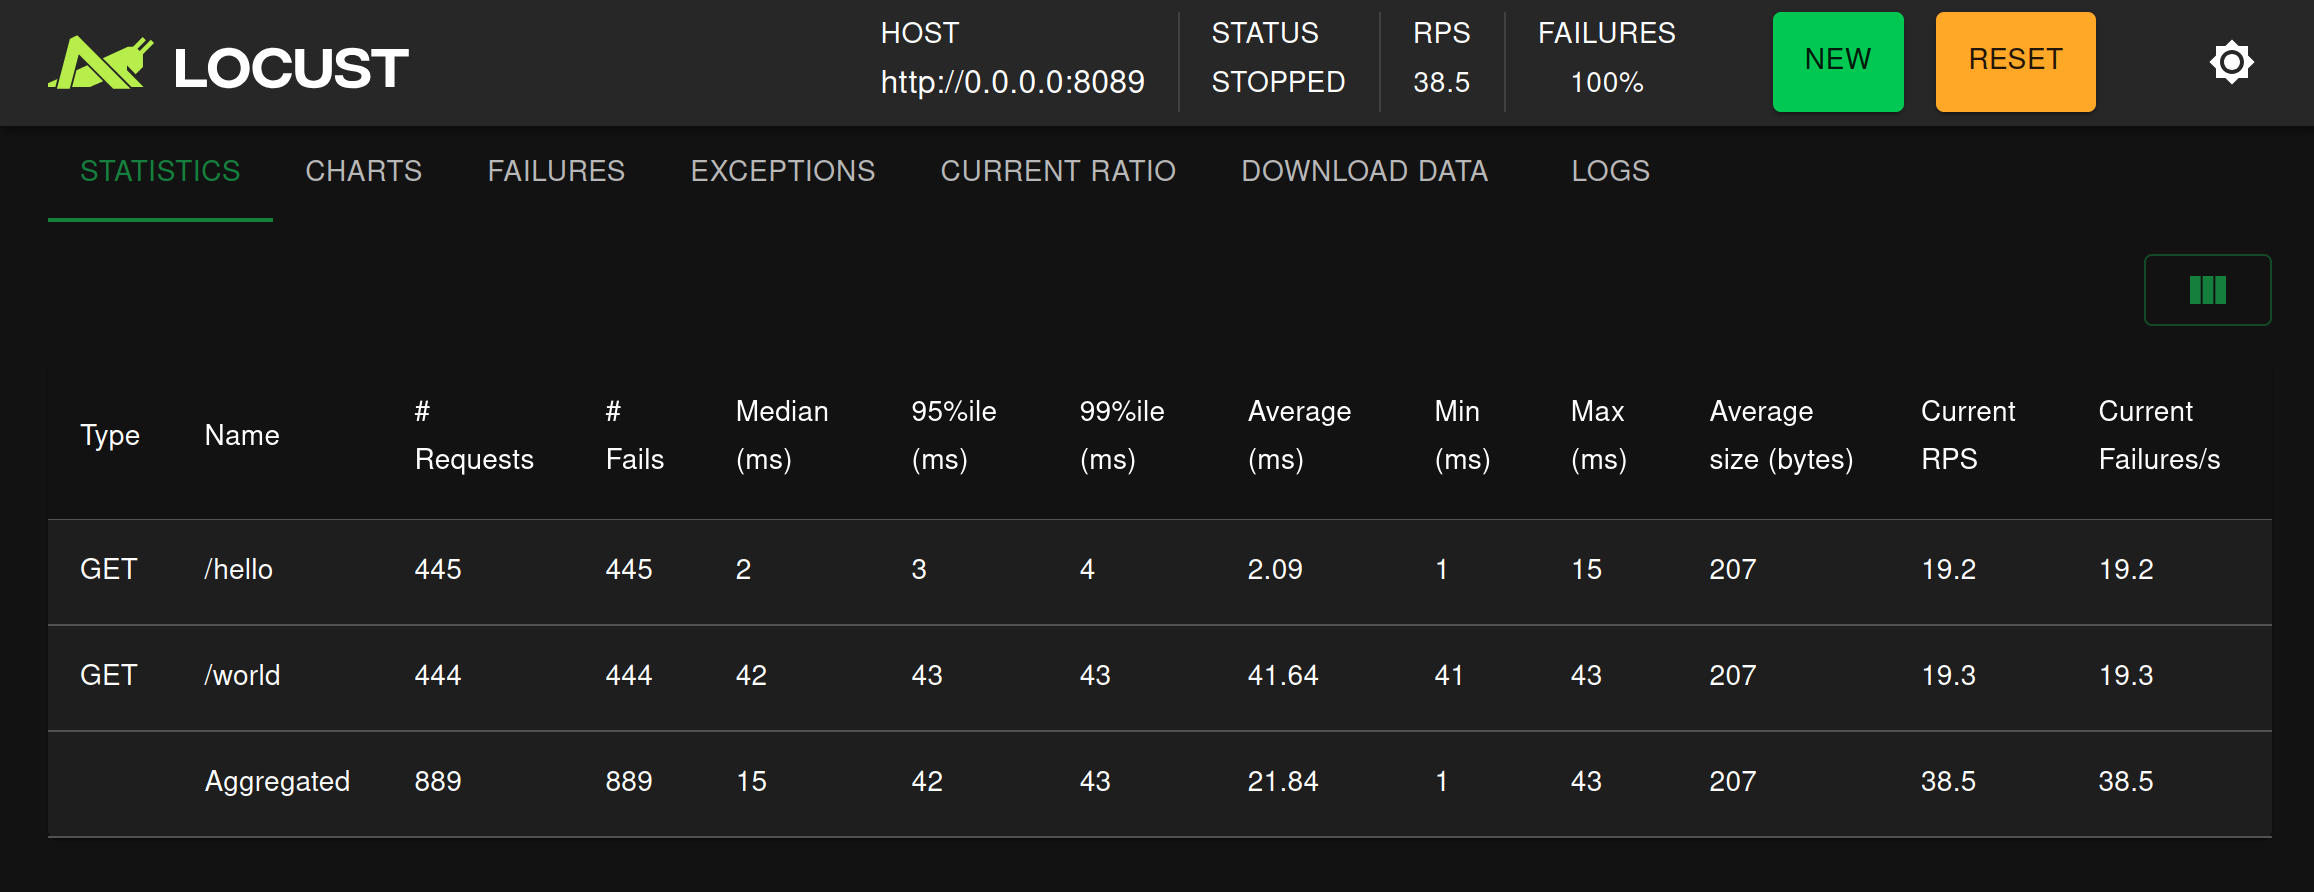 LOCUST
HOST
http://0.0.0.0:8089
STATUS
STOPPED
RPS
38.5
FAILURES
100%
NEW
RESET
STATISTICS CHARTS FAILURES EXCEPTIONS CURRENT RATIO DOWNLOAD DATA LOGS
Type Name # Requests # Fails Median (ms) 95%ile (ms) 99%ile (ms) Average (ms) Min (ms) Max (ms) Average size (bytes) Current RPS Current Failures/s
GET /hello 445 445 2 3 4 2.09 1 15 207 19.2 19.2
GET /world 444 444 42 43 43 41.64 41 43 207 19.3 19.3
Aggregated 889 889 15 42 43 21.84 1 43 207 38.5 38.5